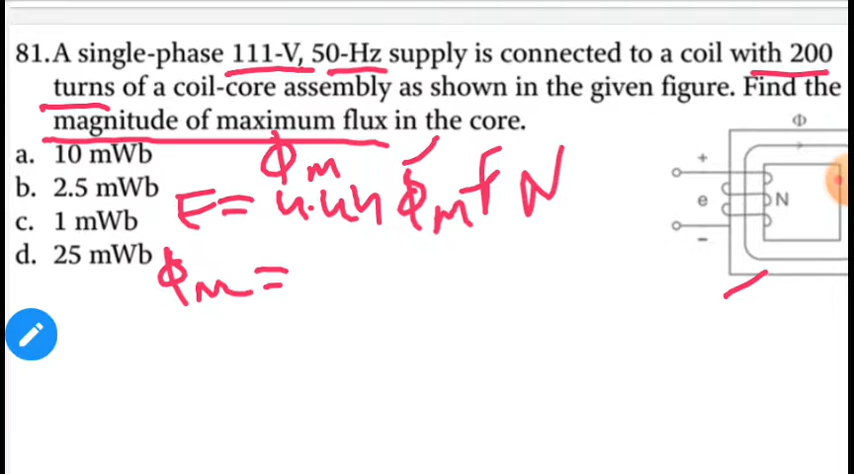 81.A single-phase 111-V, 50-Hz supply is connected to a coil with 200
turns of a coil-core assembly as shown in the given figure. Find the
magnitude of maximum flux in the core.
a. 10 mWb
b. 2.5 mWb
c. 1 mWb
d. 25 mWb
Φm
E = 4.44 Φm f N
Φm =
Φ
+
e
N
-